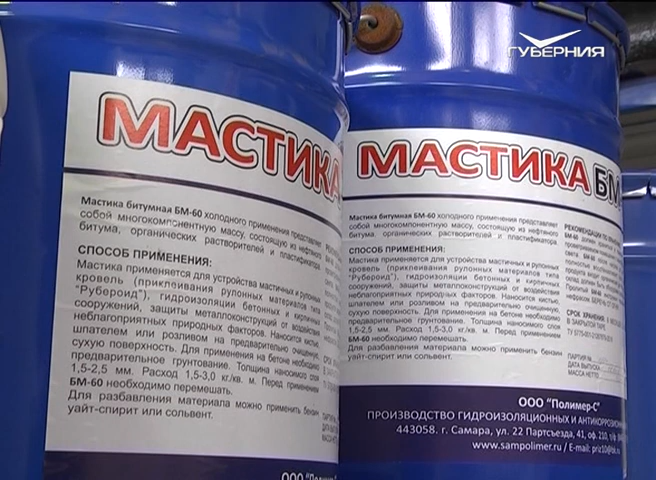 ГУБЕРНИЯ
МАСТИКА
Мастика битумная БМ-60 холодного применения представляет
собой многокомпонентную массу, состоящую из нефтяного
битума, органических растворителей и пластификатора
СПОСОБ ПРИМЕНЕНИЯ:
Мастика применяется для устройства мастичных и рулонных
кровель (приклеивания рулонных материалов типа
"Рубероид"), гидроизоляции бетонных и кирпичных
сооружений, защиты металлоконструкций от воздействия
неблагоприятных природных факторов. Наносится кистью,
шпателем или розливом на предварительно очищенную,
сухую поверхность. Для применения на бетоне необходимо
предварительное грунтование. Толщина наносимого слоя
1,5-2,5 мм. Расход 1,5-3,0 кг/кв. м. Перед применением
БМ-60 необходимо перемешать.
Для разбавления материала можно применить бензин
уайт-спирит или сольвент.
ООО
МАСТИКА БМ
Мастика битумная БМ-60 холодного применения представляет
собой многокомпонентную массу, состоящую из нефтяного
битума, органических растворителей и пластификатора
СПОСОБ ПРИМЕНЕНИЯ:
Мастика применяется для устройства мастичных и рулонных
кровель (приклеивания рулонных материалов типа
"Рубероид"), гидроизоляции бетонных и кирпичных
сооружений, защиты металлоконструкций от воздействия
неблагоприятных природных факторов. Наносится кистью,
шпателем или розливом на предварительно очищенную,
сухую поверхность. Для применения на бетоне необходимо
предварительное грунтование. Толщина наносимого слоя
1,5-2,5 мм. Расход 1,5-3,0 кг/кв. м. Перед применением
БМ-60 необходимо перемешать.
Для разбавления материала можно применить бензин
уайт-спирит или сольвент.
РЕКОМЕНДАЦИИ ПО
СРОК ХРАНЕНИЯ
В ЗАКРЫТОЙ ТАРЕ
ПАРТИЯ №
ДАТА ВЫПУСКА
МАССА НЕТТО
ООО "Полимер-С"
ПРОИЗВОДСТВО ГИДРОИЗОЛЯЦИОННЫХ И АНТИКОРРОЗИОН
443058. г. Самара, ул. 22 Партсъезда, 41, оф. 210,
www.sampolimer.ru / E-mail: